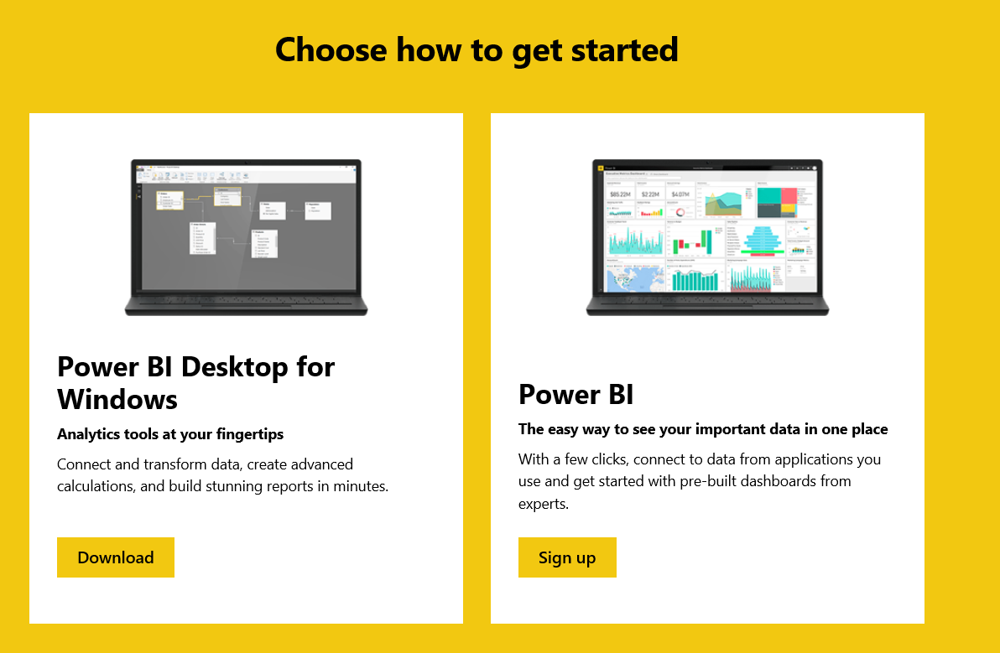 Choose how to get started
$85.22M
$2.22M
$4.07M
Power BI Desktop for
Windows
Analytics tools at your fingertips
Connect and transform data, create advanced
calculations, and build stunning reports in minutes.
Download
Power BI
The easy way to see your important data in one place
With a few clicks, connect to data from applications you
use and get started with pre-built dashboards from
experts.
Sign up